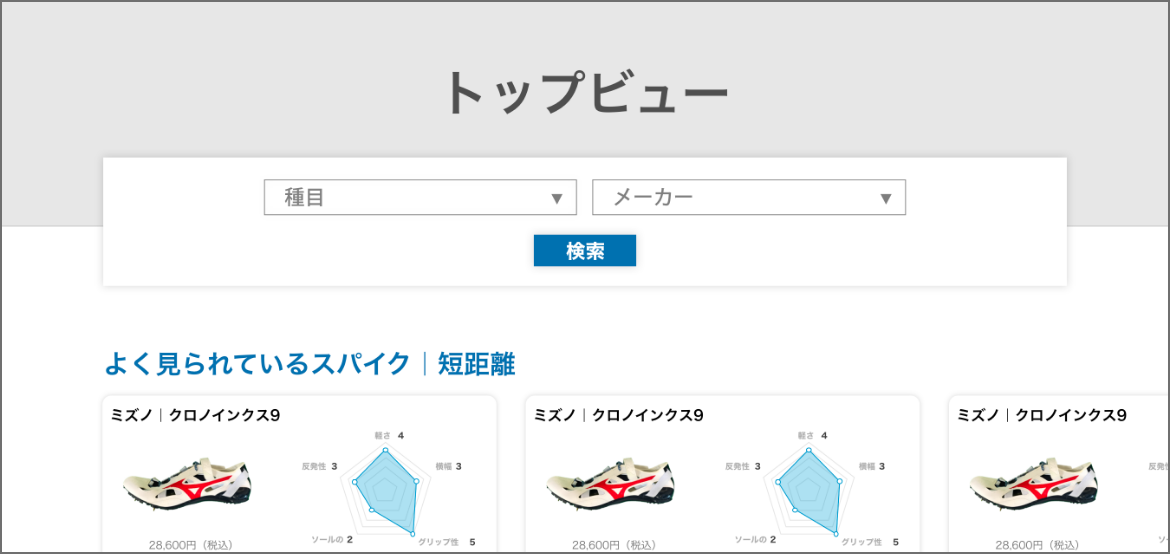 トップビュー
種目 ▼
メーカー ▼
検索
よく見られているスパイク｜短距離
ミズノ｜クロノインクス9
軽さ 4
反発性 3
横幅 3
ソールの 2
グリップ性 5
28,600円（税込）
ミズノ｜クロノインクス9
軽さ 4
反発性 3
横幅 3
ソールの 2
グリップ性 5
28,600円（税込）
ミズノ｜クロノインクス9
28,600円（税込）